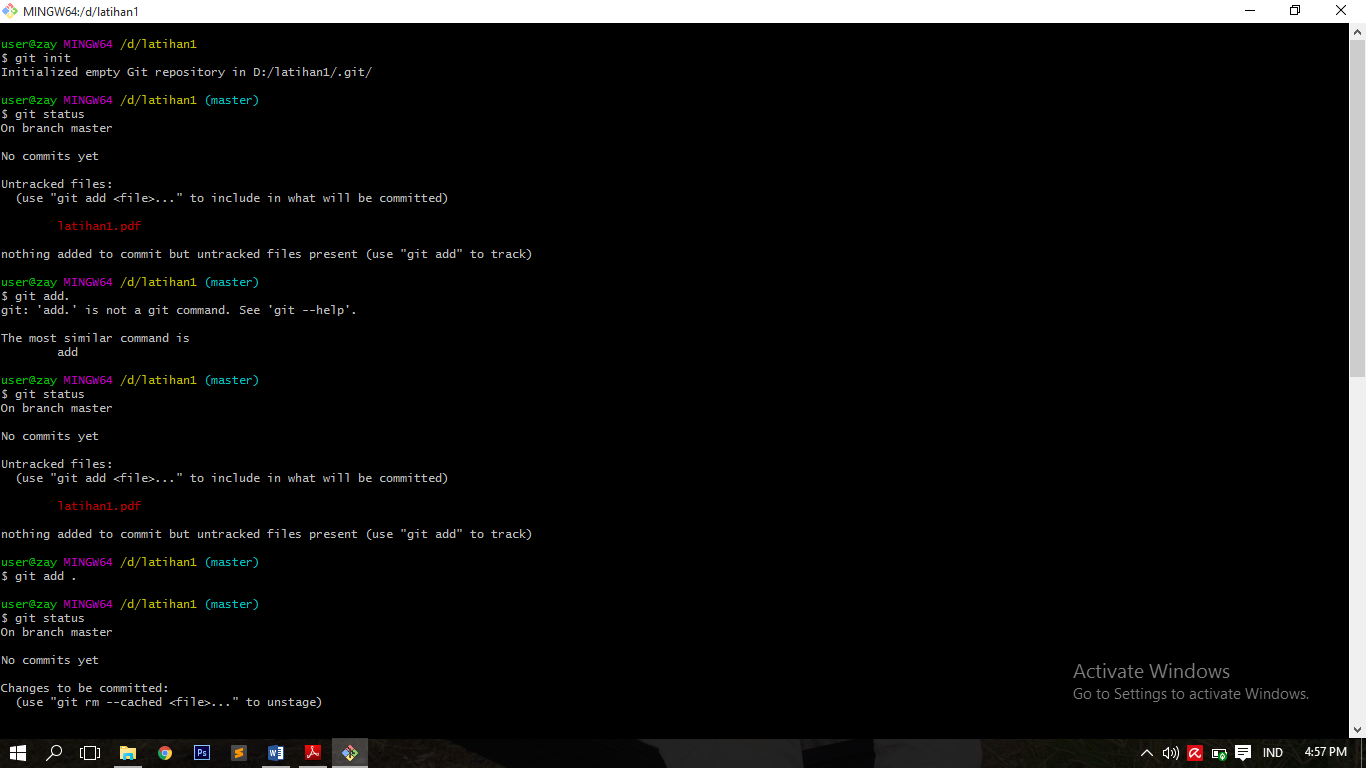 MINGW64:/d/latihan1
user@zay MINGW64 /d/latihan1
$ git init
Initialized empty Git repository in D:/latihan1/.git/
user@zay MINGW64 /d/latihan1 (master)
$ git status
On branch master
No commits yet
Untracked files:
(use "git add <file>..." to include in what will be committed)
latihan1.pdf
nothing added to commit but untracked files present (use "git add" to track)
user@zay MINGW64 /d/latihan1 (master)
$ git add.
git: 'add.' is not a git command. See 'git --help'.
The most similar command is
add
user@zay MINGW64 /d/latihan1 (master)
$ git status
On branch master
No commits yet
Untracked files:
(use "git add <file>..." to include in what will be committed)
latihan1.pdf
nothing added to commit but untracked files present (use "git add" to track)
user@zay MINGW64 /d/latihan1 (master)
$ git add .
user@zay MINGW64 /d/latihan1 (master)
$ git status
On branch master
No commits yet
Changes to be committed:
(use "git rm --cached <file>..." to unstage)
Activate Windows
Go to Settings to activate Windows.
Ps
IND
4:57 PM